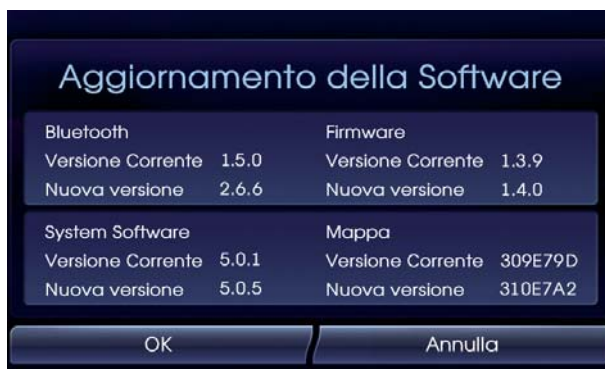 Aggiornamento della Software
Bluetooth
Versione Corrente 1.5.0
Nuova versione 2.6.6
Firmware
Versione Corrente 1.3.9
Nuova versione 1.4.0
System Software
Versione Corrente 5.0.1
Nuova versione 5.0.5
Mappa
Versione Corrente 309E79D
Nuova versione 310E7A2
OK
Annulla